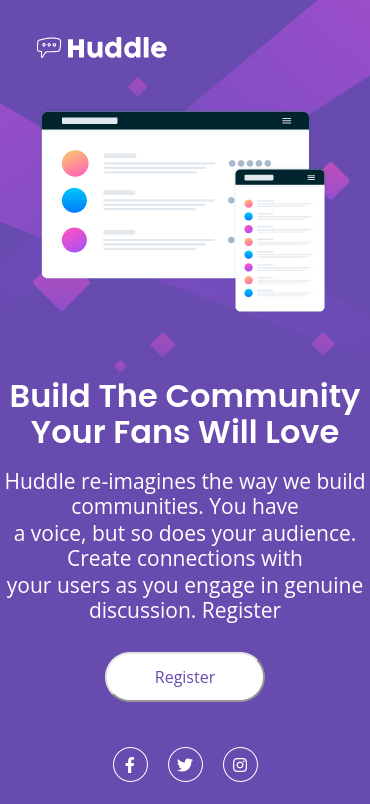 Huddle
Build The Community
Your Fans Will Love
Huddle re-imagines the way we build
communities. You have
a voice, but so does your audience.
Create connections with
your users as you engage in genuine
discussion. Register
Register